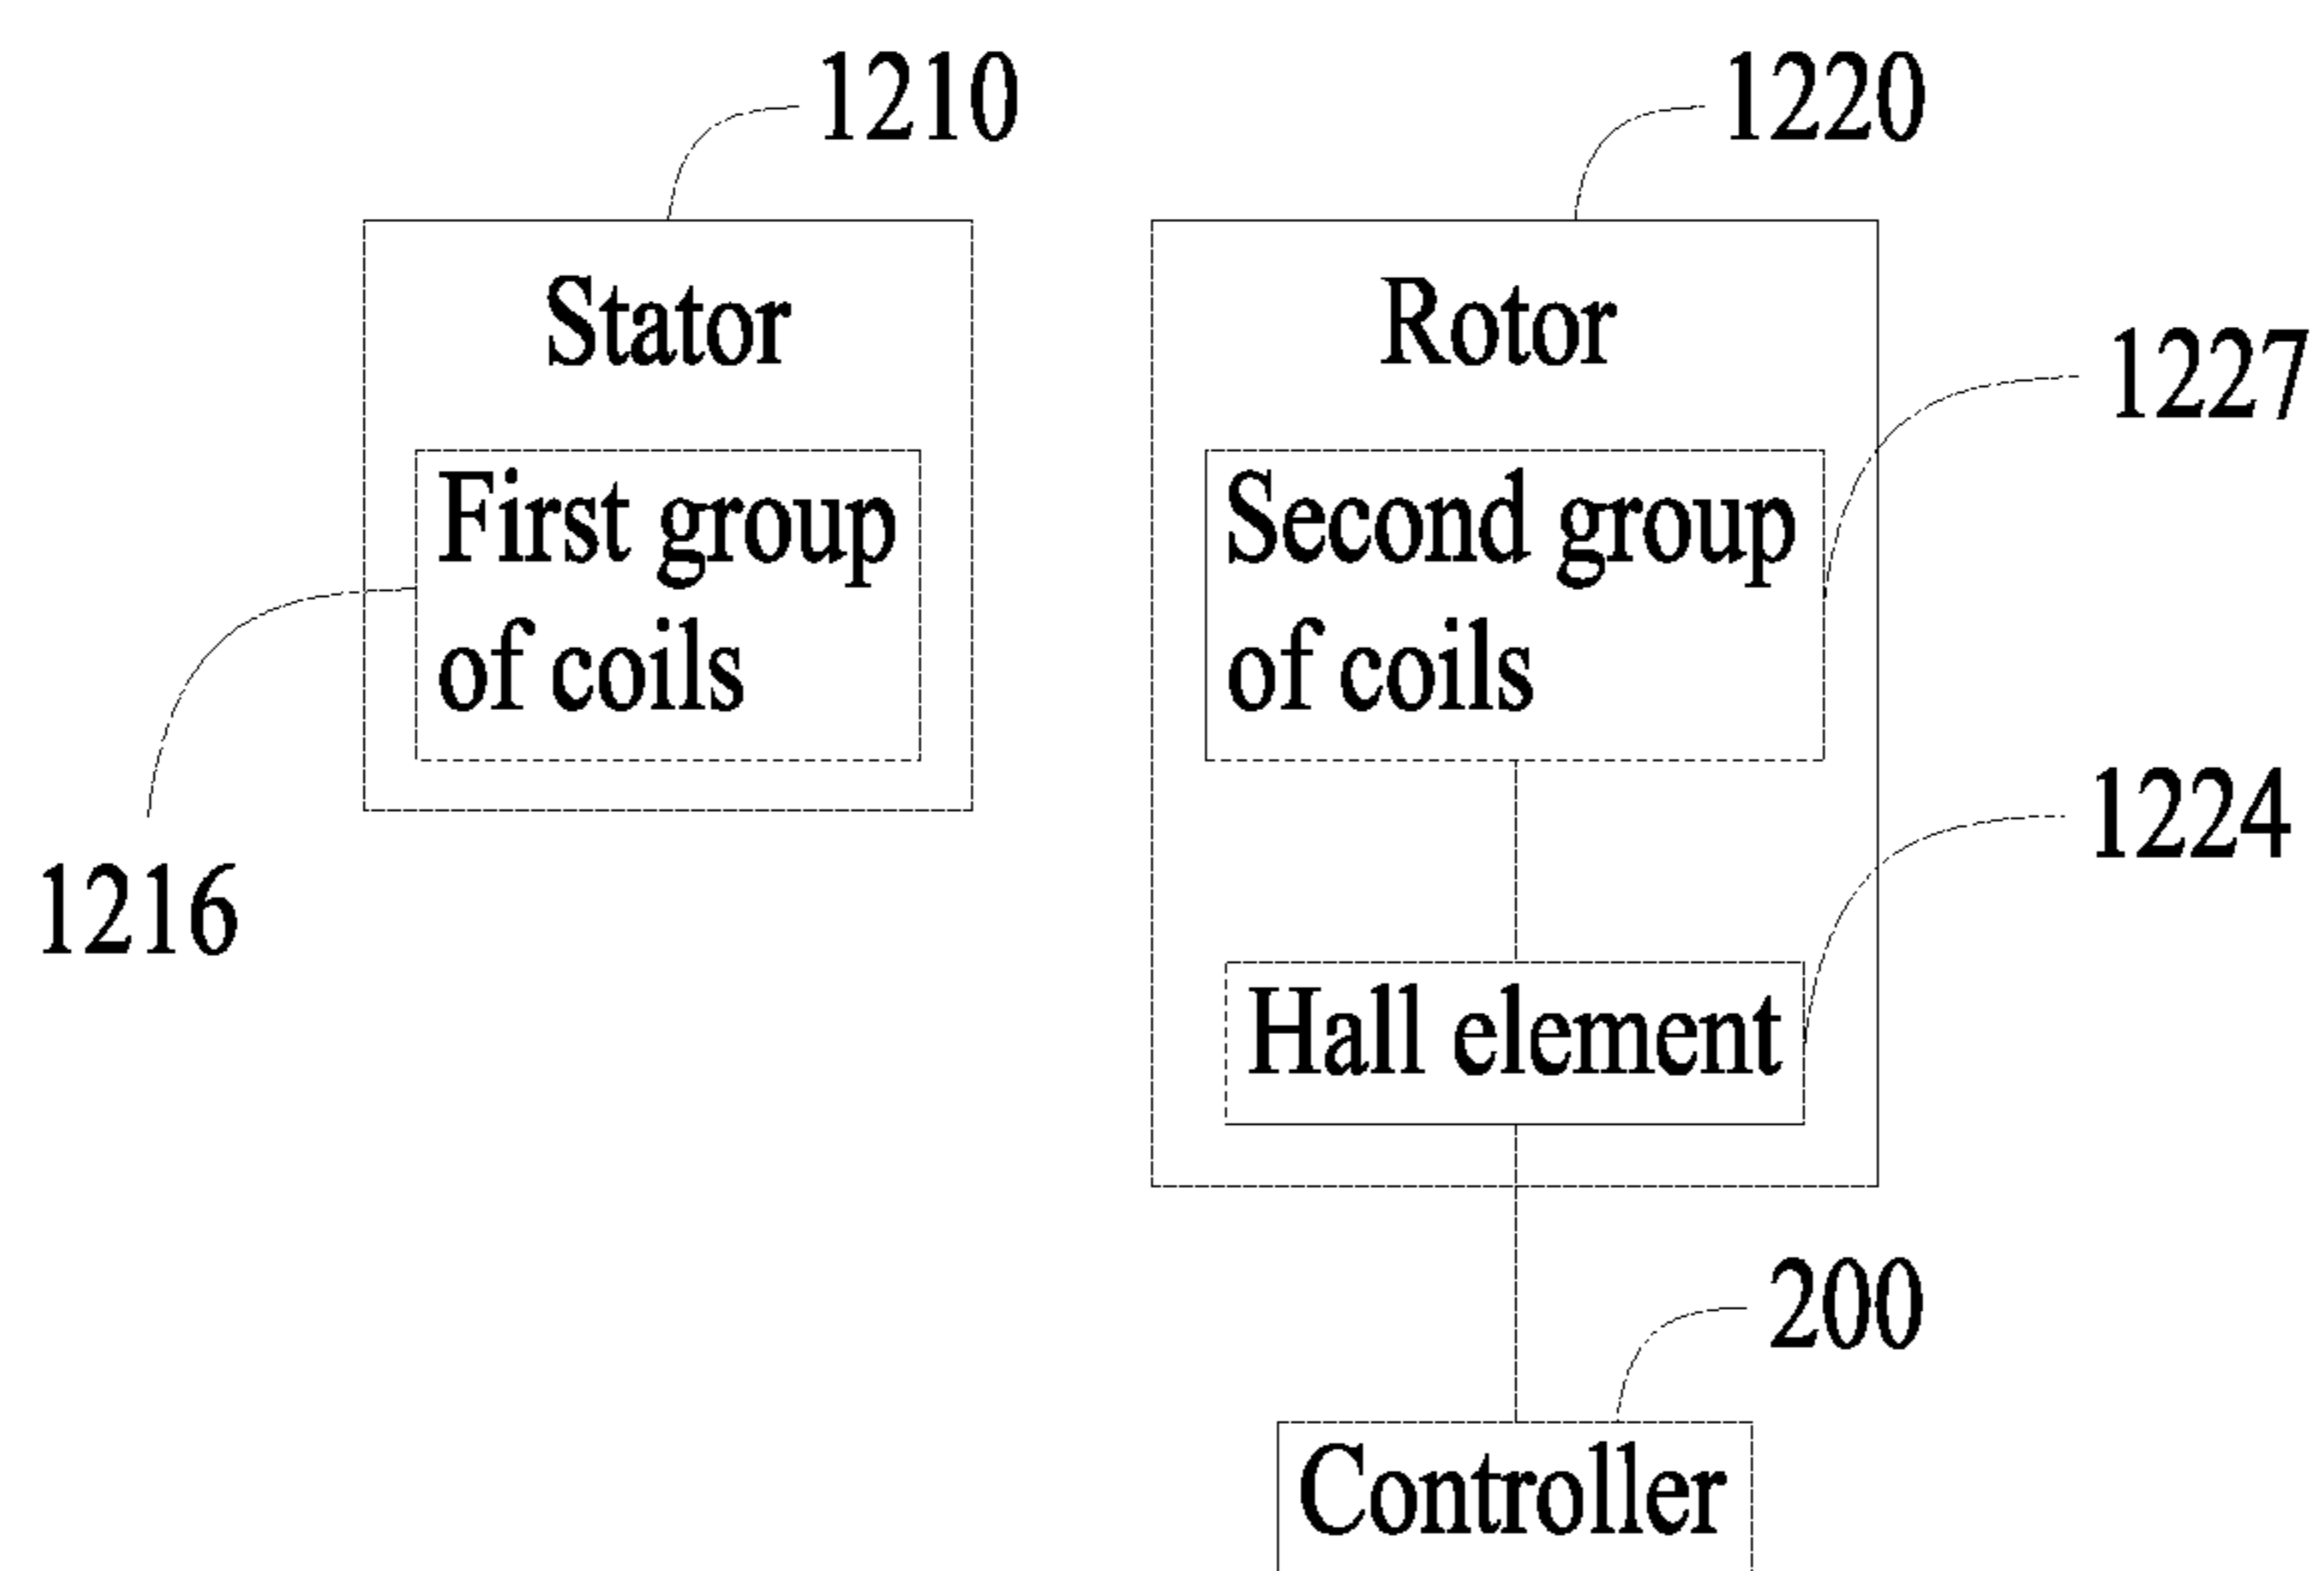 1210
1220
Stator
Rotor
1227
First group
of coils
Second group
of coils
1224
1216
Hall element
200
Controller